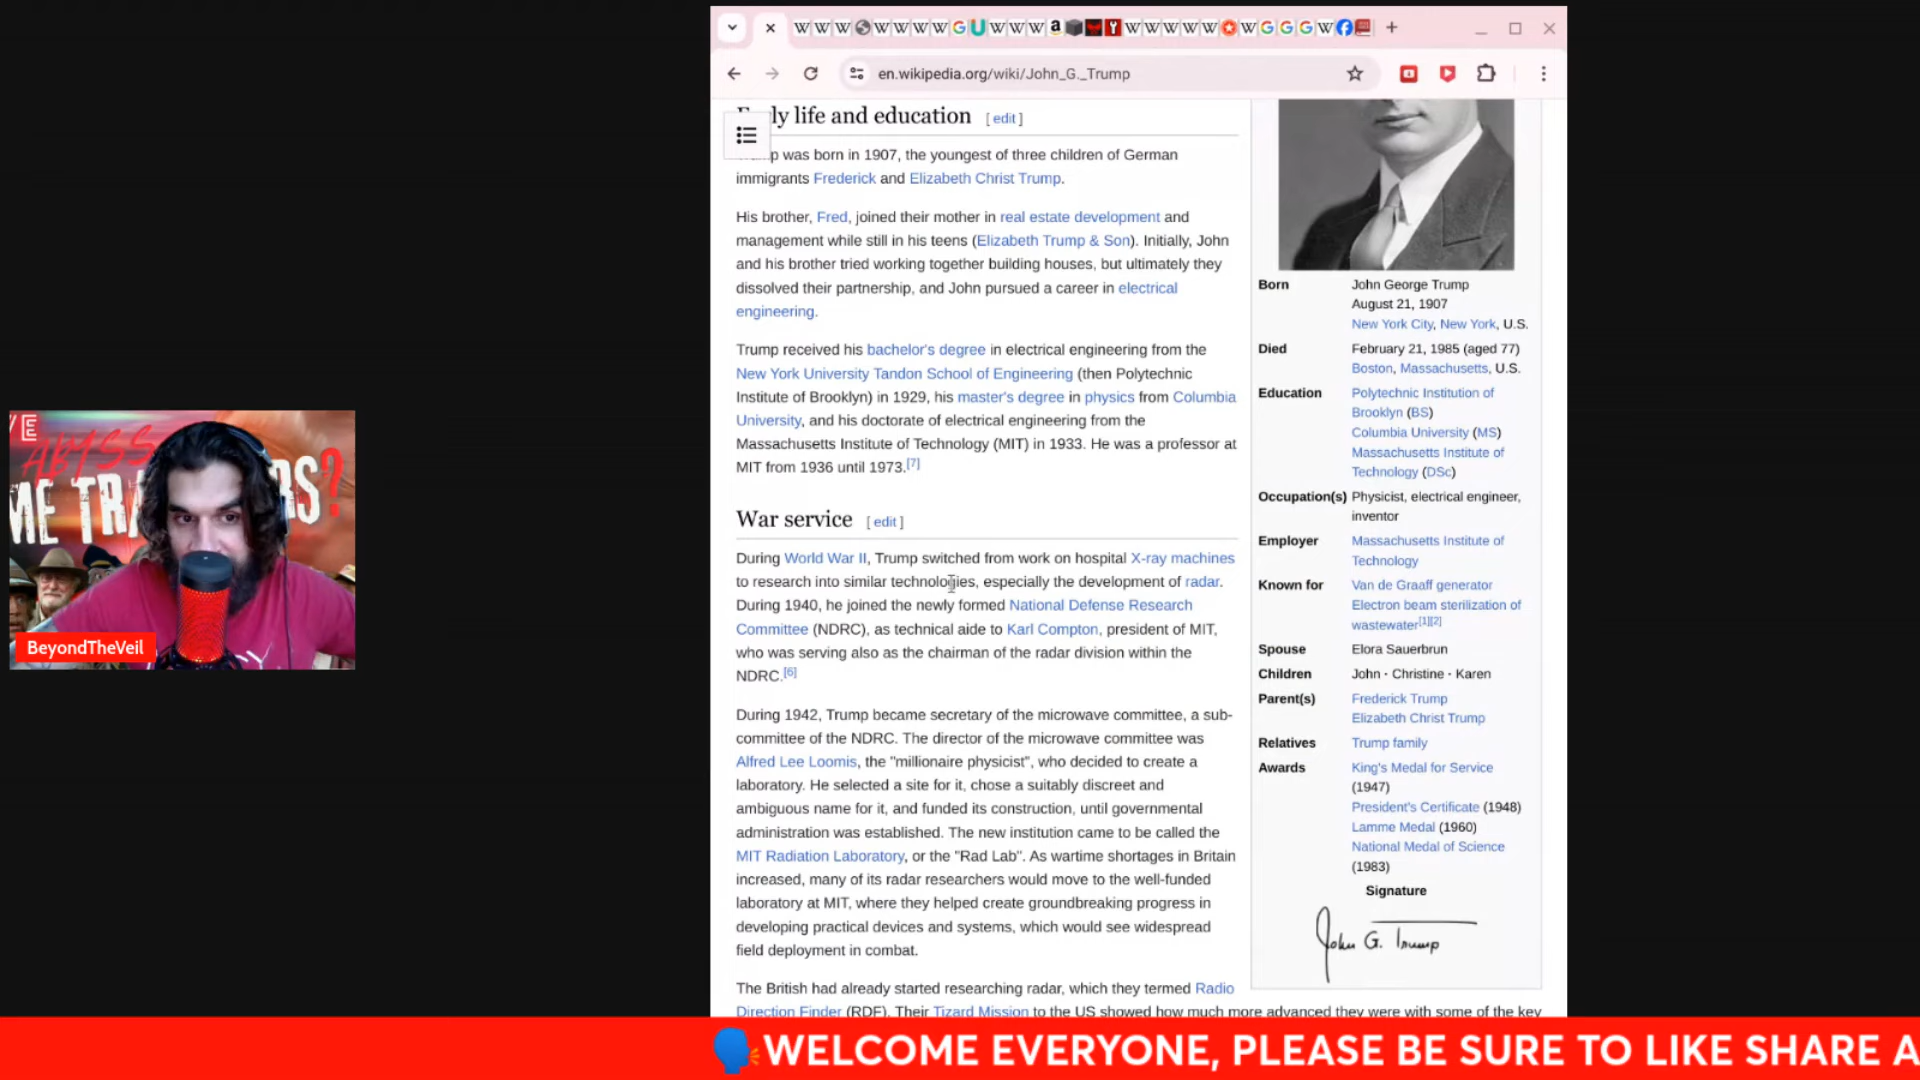 en.wikipedia.org/wiki/John_G._Trump
ly life and education [ edit ]
p was born in 1907, the youngest of three children of German
immigrants Frederick and Elizabeth Christ Trump.
His brother, Fred, joined their mother in real estate development and
management while still in his teens (Elizabeth Trump & Son). Initially, John
and his brother tried working together building houses, but ultimately they
dissolved their partnership, and John pursued a career in electrical
engineering.
Trump received his bachelor's degree in electrical engineering from the
New York University Tandon School of Engineering (then Polytechnic
Institute of Brooklyn) in 1929, his master's degree in physics from Columbia
University, and his doctorate of electrical engineering from the
Massachusetts Institute of Technology (MIT) in 1933. He was a professor at
MIT from 1936 until 1973.[7]
War service [ edit ]
During World War II, Trump switched from work on hospital X-ray machines
to research into similar technologies, especially the development of radar.
During 1940, he joined the newly formed National Defense Research
Committee (NDRC), as technical aide to Karl Compton, president of MIT,
who was serving also as the chairman of the radar division within the
NDRC.[6]
During 1942, Trump became secretary of the microwave committee, a sub-
committee of the NDRC. The director of the microwave committee was
Alfred Lee Loomis, the "millionaire physicist", who decided to create a
laboratory. He selected a site for it, chose a suitably discreet and
ambiguous name for it, and funded its construction, until governmental
administration was established. The new institution came to be called the
MIT Radiation Laboratory, or the "Rad Lab". As wartime shortages in Britain
increased, many of its radar researchers would move to the well-funded
laboratory at MIT, where they helped create groundbreaking progress in
developing practical devices and systems, which would see widespread
field deployment in combat.
The British had already started researching radar, which they termed Radio
Direction Finder (RDF). Their Tizard Mission to the US showed how much more advanced they were with some of the key
Born John George Trump
August 21, 1907
New York City, New York, U.S.
Died February 21, 1985 (aged 77)
Boston, Massachusetts, U.S.
Education Polytechnic Institution of
Brooklyn (BS)
Columbia University (MS)
Massachusetts Institute of
Technology (DSc)
Occupation(s) Physicist, electrical engineer,
inventor
Employer Massachusetts Institute of
Technology
Known for Van de Graaff generator
Electron beam sterilization of
wastewater[1][2]
Spouse Elora Sauerbrun
Children John · Christine · Karen
Parent(s) Frederick Trump
Elizabeth Christ Trump
Relatives Trump family
Awards King's Medal for Service
(1947)
President's Certificate (1948)
Lamme Medal (1960)
National Medal of Science
(1983)
Signature
John G. Trump
ABYSS
ME TRA RS?
BeyondTheVeil
WELCOME EVERYONE, PLEASE BE SURE TO LIKE SHARE A